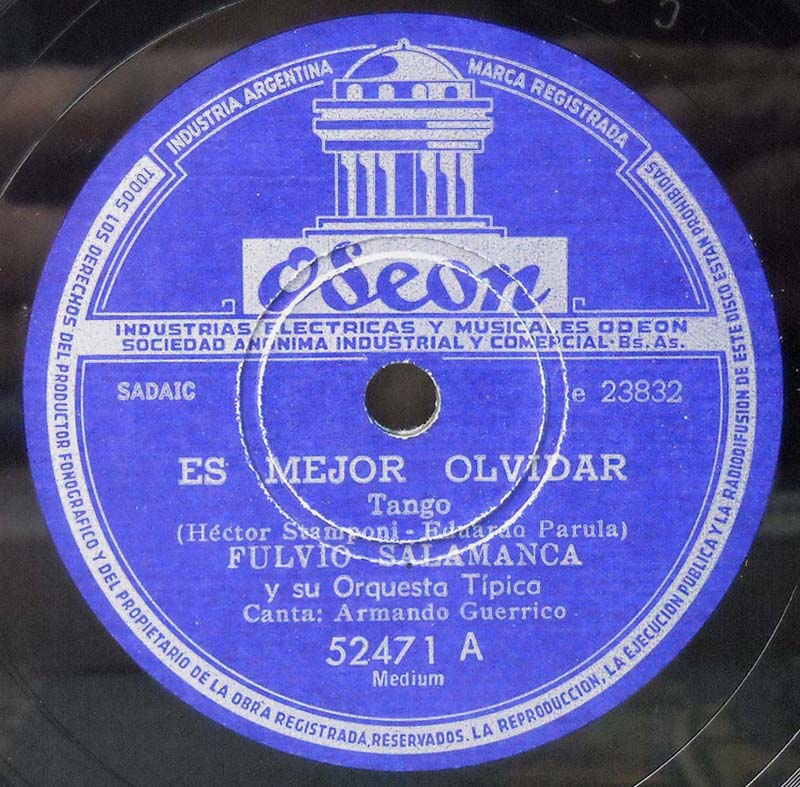 INDUSTRIA ARGENTINA
MARCA REGISTRADA
Odeon
INDUSTRIAS ELECTRICAS Y MUSICALES ODEON
SOCIEDAD ANONIMA INDUSTRIAL Y COMERCIAL·Bs. As.
SADAIC
e 23832
ES MEJOR OLVIDAR
Tango
(Héctor Stamponi - Eduardo Parula)
FULVIO SALAMANCA
y su Orquesta Típica
Canta: Armando Guerrico
52471 A
Medium
TODOS LOS DERECHOS DEL PRODUCTOR FONOGRAFICO Y DEL PROPIETARIO DE LA OBRA REGISTRADA, RESERVADOS. LA REPRODUCCION, LA EJECUCION PUBLICA Y LA RADIODIFUSION DE ESTE DISCO ESTAN PROHIBIDAS